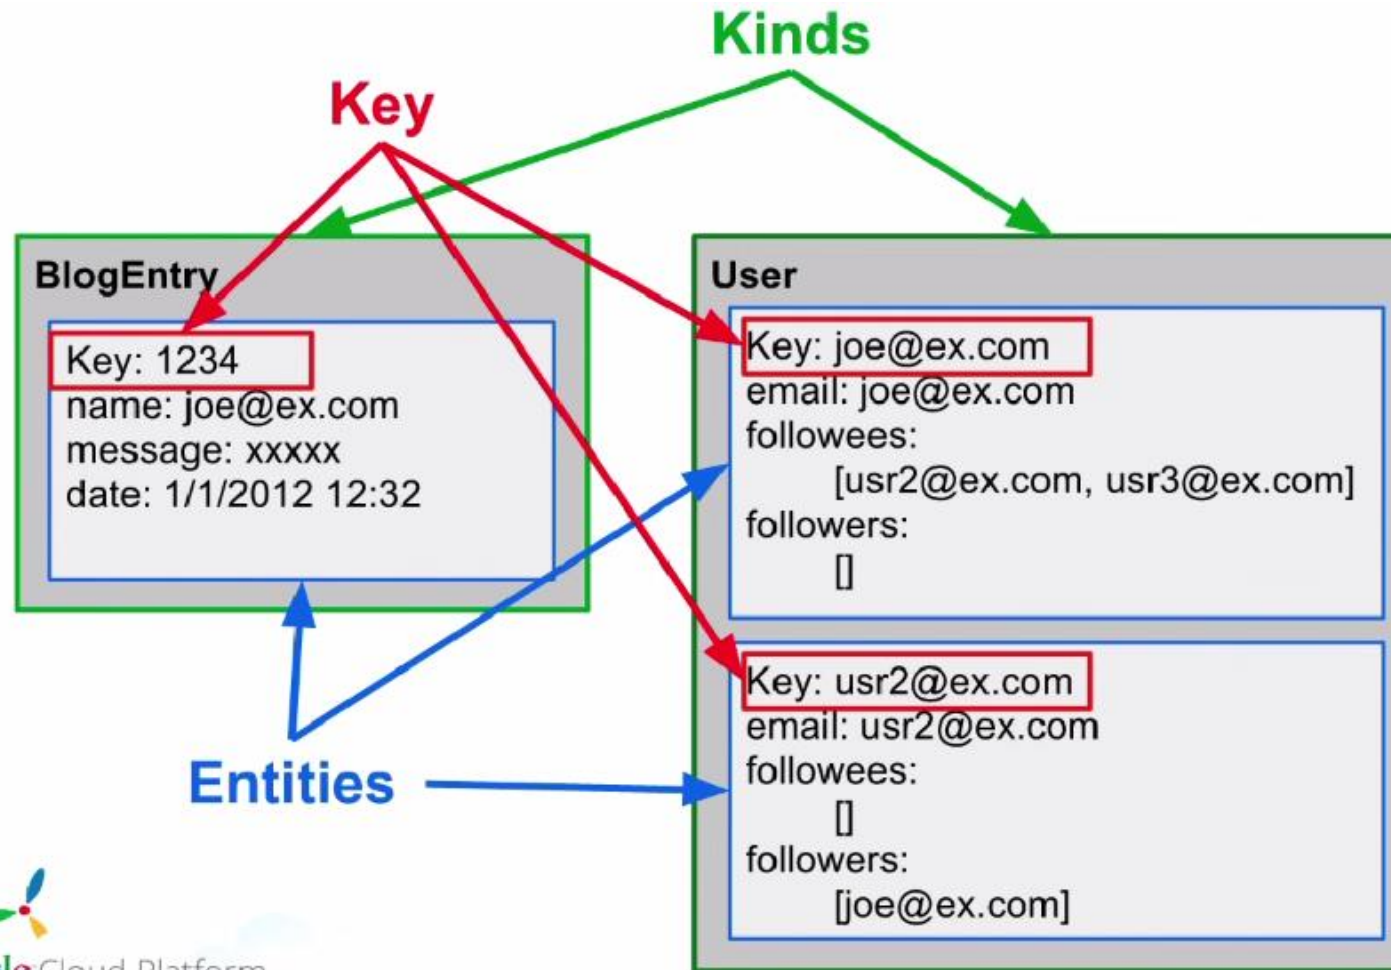 Kinds
Key
BlogEntry
Key: 1234
name: joe@ex.com
message: xxxxx
date: 1/1/2012 12:32
User
Key: joe@ex.com
email: joe@ex.com
followees:
[usr2@ex.com, usr3@ex.com]
followers:
[]
Key: usr2@ex.com
email: usr2@ex.com
followees:
[]
followers:
[joe@ex.com]
Entities
Cloud Platform